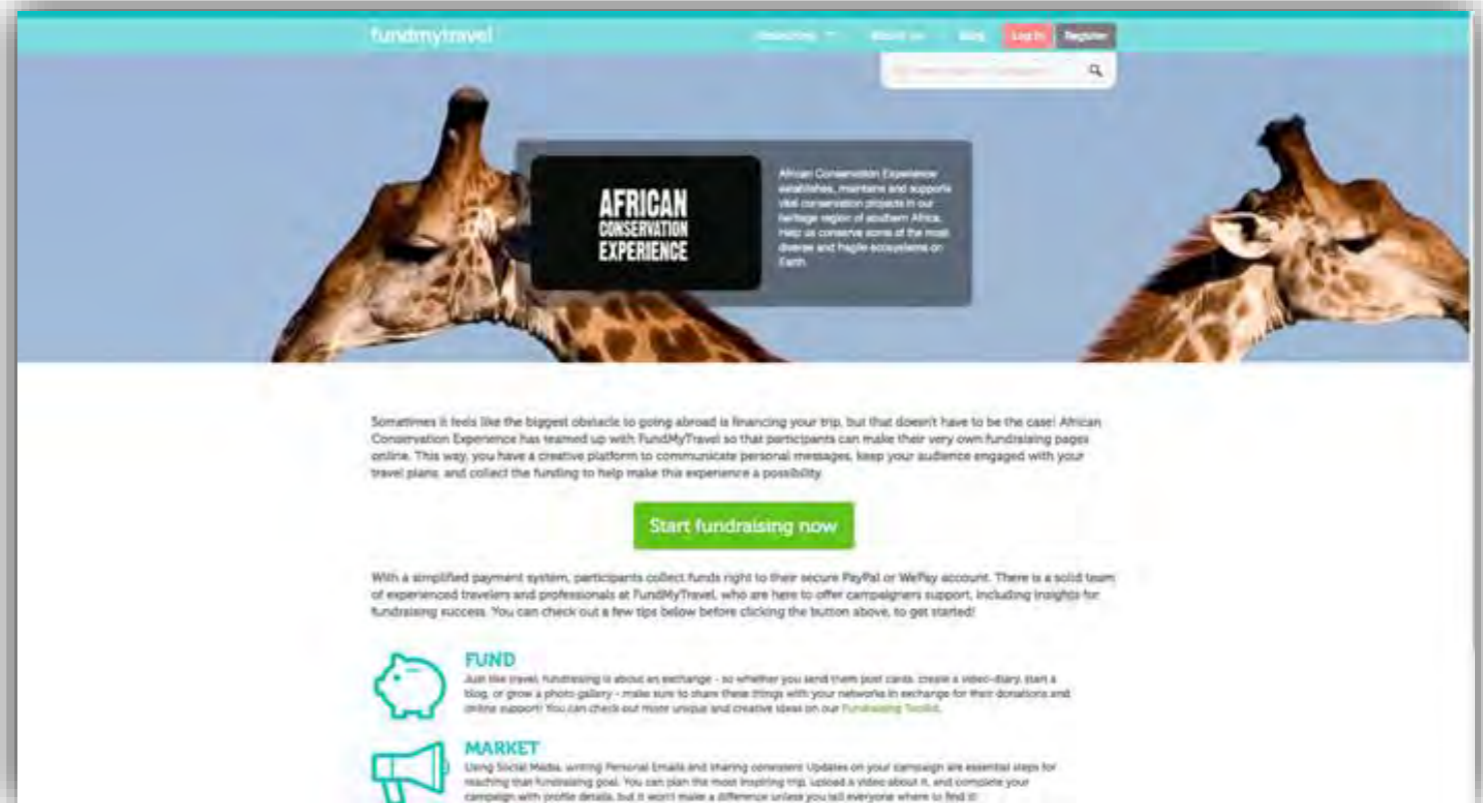 fundmytravel
About us Blog Log In Register
AFRICAN
CONSERVATION
EXPERIENCE
African Conservation Experience
establishes, maintains and supports
vital conservation projects in our
heritage region of southern Africa.
Help us conserve some of the most
diverse and fragile ecosystems on
Earth.
Sometimes it feels like the biggest obstacle to going abroad is financing your trip, but that doesn't have to be the case! African
Conservation Experience has teamed up with FundMyTravel so that participants can make their very own fundraising pages
online. This way, you have a creative platform to communicate personal messages, keep your audience engaged with your
travel plans, and collect the funding to help make this experience a possibility.
Start fundraising now
With a simplified payment system, participants collect funds right to their secure PayPal or WePay account. There is a solid team
of experienced travelers and professionals at FundMyTravel, who are here to offer campaigners support, including insights for
fundraising success. You can check out a few tips below before clicking the button above, to get started!
FUND
Just like travel, fundraising is about an exchange - so whether you send them post cards, create a video-diary, start a
blog, or grow a photo gallery - make sure to share these things with your networks in exchange for their donations and
online support! You can check out more unique and creative ideas on our Fundraising Toolkit.
MARKET
Using Social Media, writing Personal Emails and sharing consistent Updates on your campaign are essential steps for
reaching that fundraising goal. You can plan the most inspiring trip, upload a video about it, and complete your
campaign with profile details, but it won't make a difference unless you tell everyone where to find it!